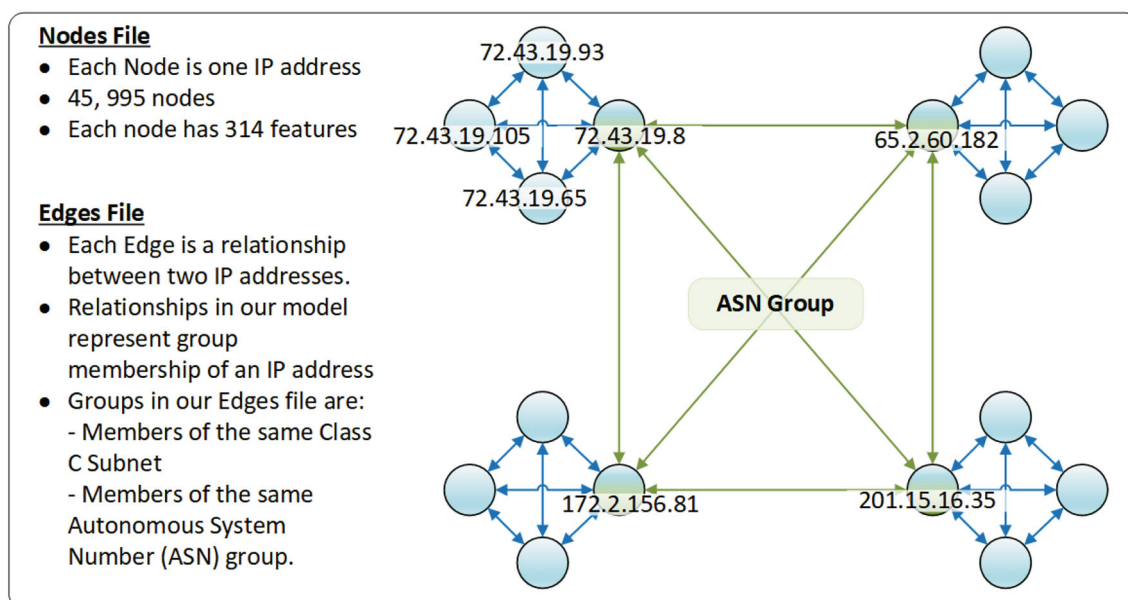 Nodes File
● Each Node is one IP address
● 45, 995 nodes
● Each node has 314 features
Edges File
● Each Edge is a relationship
between two IP addresses.
● Relationships in our model
represent group
membership of an IP address
● Groups in our Edges file are:
- Members of the same Class
C Subnet
- Members of the same
Autonomous System
Number (ASN) group.
72.43.19.93
72.43.19.105
72.43.19.8
72.43.19.65
65.2.60.182
ASN Group
172.2.156.81
201.15.16.35